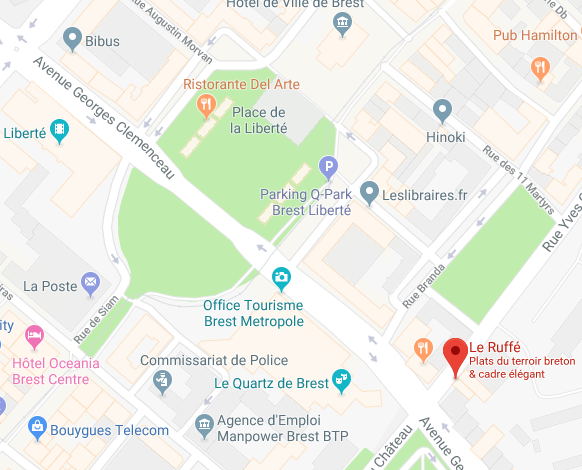 Hôtel de Ville de Brest
Rue Augustin Morvan
Bibus
Pub Hamilton
Avenue Georges Clemenceau
Ristorante Del Arte
Place de
la Liberté
Liberté
Hinoki
Rue des 11 Martyrs
Parking Q-Park
Brest Liberté
Leslibraires.fr
Rue Yves
La Poste
Rue de Siam
Rue Branda
Office Tourisme
Brest Metropole
Hôtel Oceania
Brest Centre
Commissariat de Police
Le Ruffé
Plats du terroir breton
& cadre élégant
Le Quartz de Brest
Bouygues Telecom
Agence d'Emploi
Manpower Brest BTP
Château
Avenue